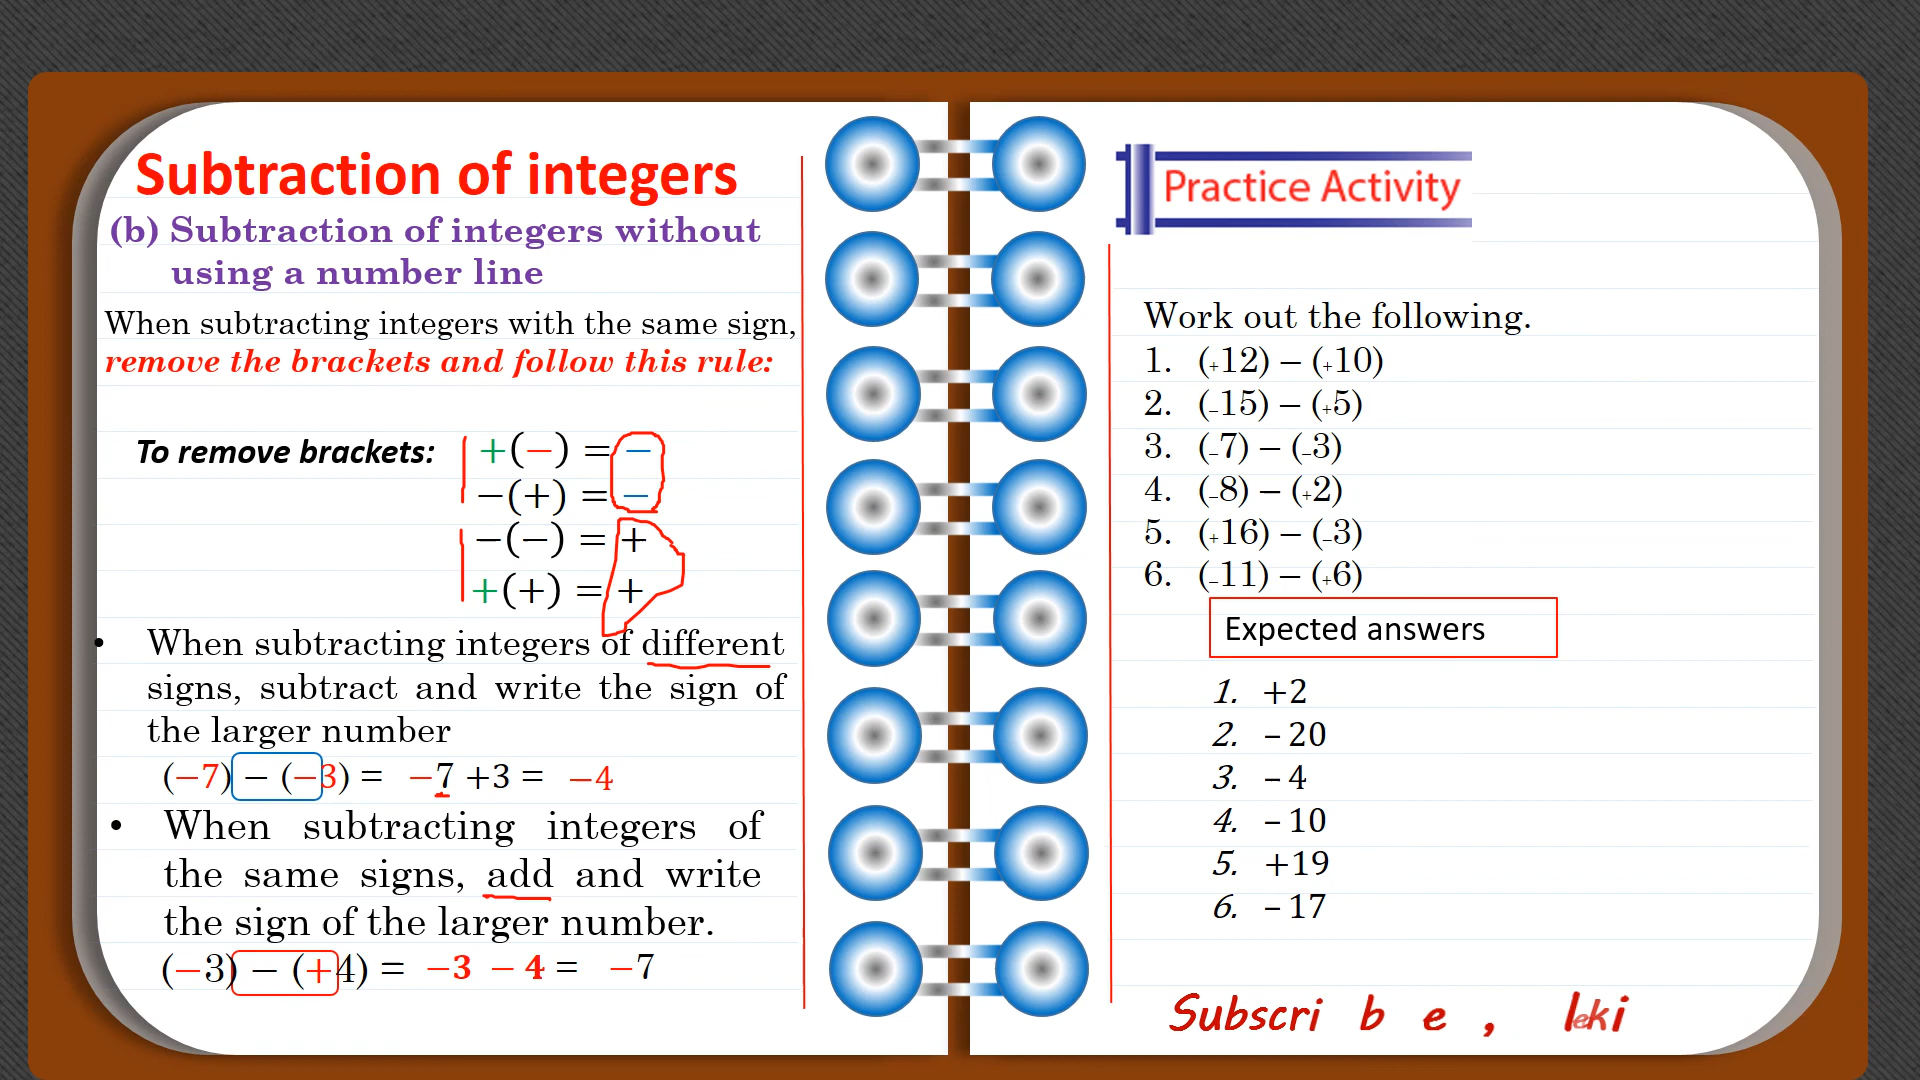 Subtraction of integers
(b) Subtraction of integers without
using a number line
When subtracting integers with the same sign,
remove the brackets and follow this rule:
To remove brackets:
+(−) = −
−(+) = −
−(−) = +
+(+) = +
• When subtracting integers of different
signs, subtract and write the sign of
the larger number
(−7) − (−3) = −7 +3 = −4
• When subtracting integers of
the same signs, add and write
the sign of the larger number.
(−3) − (+4) = −3 − 4 = −7
Practice Activity
Work out the following.
1. (+12) – (+10)
2. (–15) – (+5)
3. (–7) – (–3)
4. (–8) – (+2)
5. (+16) – (–3)
6. (–11) – (+6)
Expected answers
1. +2
2. – 20
3. – 4
4. – 10
5. +19
6. – 17
Subscribe,